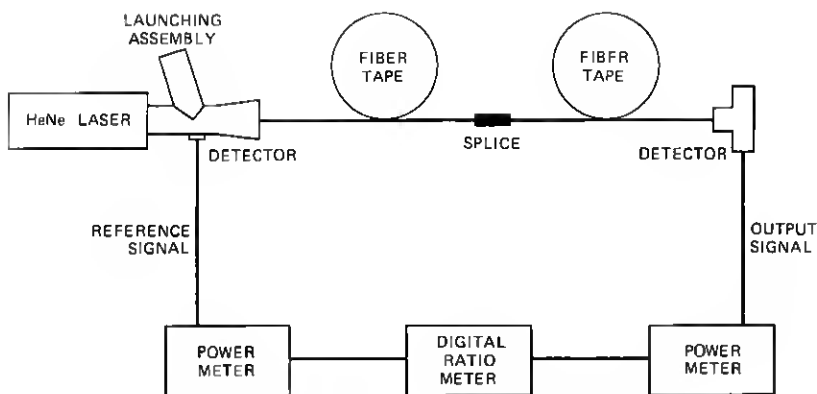 LAUNCHING
ASSEMBLY
FIBER
TAPE
FIBFR
TAPE
HeNe LASER
DETECTOR
SPLICE
DETECTOR
REFERENCE
SIGNAL
OUTPUT
SIGNAL
POWER
METER
DIGITAL
RATIO
METER
POWER
METER